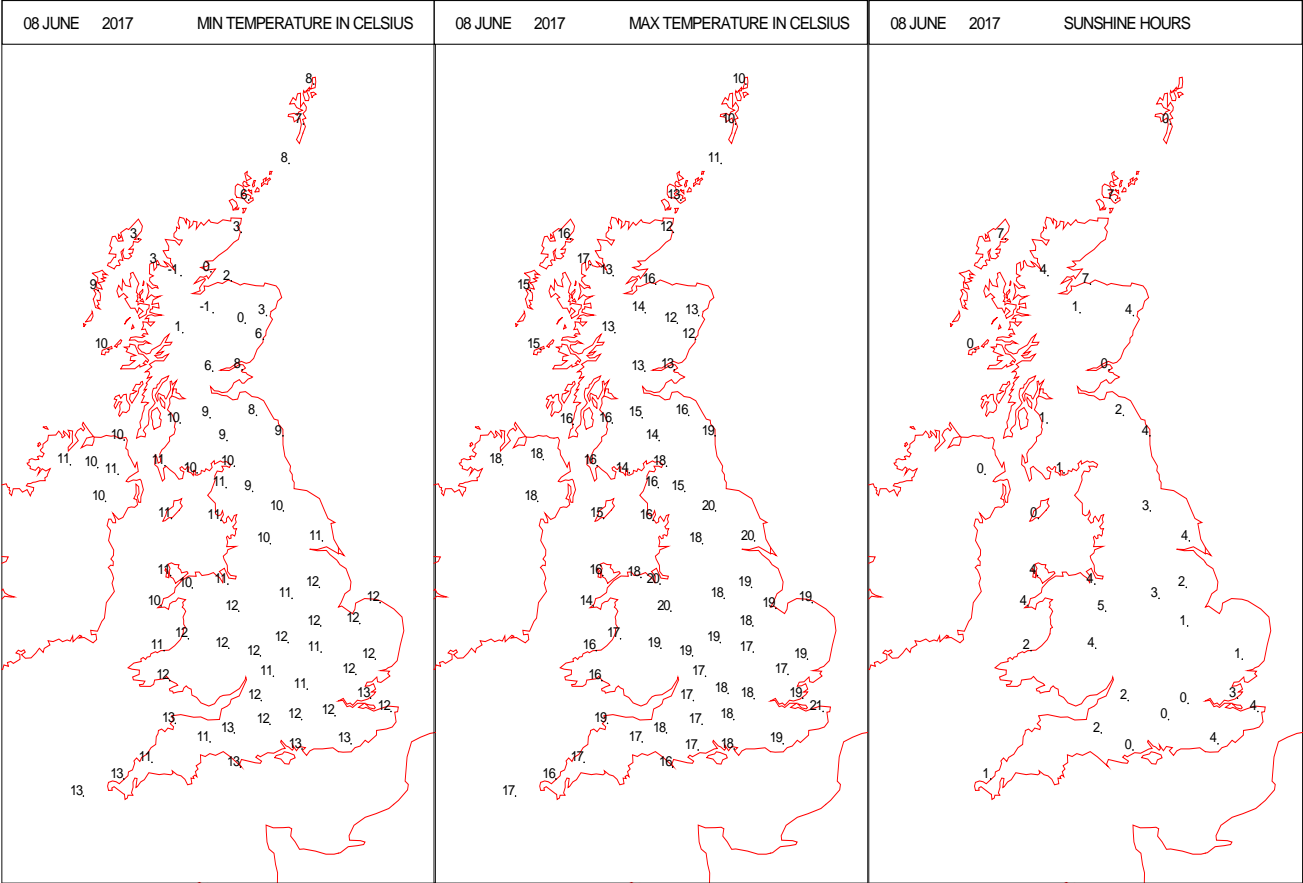 08 JUNE 2017 MIN TEMPERATURE IN CELSIUS
8
7
8
6
3
3
3
-1 0
2
9
-1 3
0
1
6
10
6 8
9 8
10
10 9 9
11 10 11 11 10 10
11 9
10
10
11 11
10 11
11 10 11 12
10 12 11 12
12 12 12
11 12 12 12 11 11
12 11 11 11
12 13 12
13 13 12 12 12
11 13 13
11 13
13
13
08 JUNE 2017 MAX TEMPERATURE IN CELSIUS
10
10
11
13
12
16
17
13
16
15
14 13
12
13
12
15
13 13
15 16
16 16
14 19
18 18 16 14 18
16 15
18
20
15 16
18 20
16 18 20 19
14 20 18 19 19
17 18
16 19 19 19 17 19
16 17 17
17 18 18 19 21
19 18 17 18
17 17 18 19
17 16
16
17
08 JUNE 2017 SUNSHINE HOURS
0
7
7
4 7
1 4
0
0
2
1 4
0 1
3
0
4
4 4 2
4 5 3
1
2 4 1
2 0 3 4
2 0
0 4
1